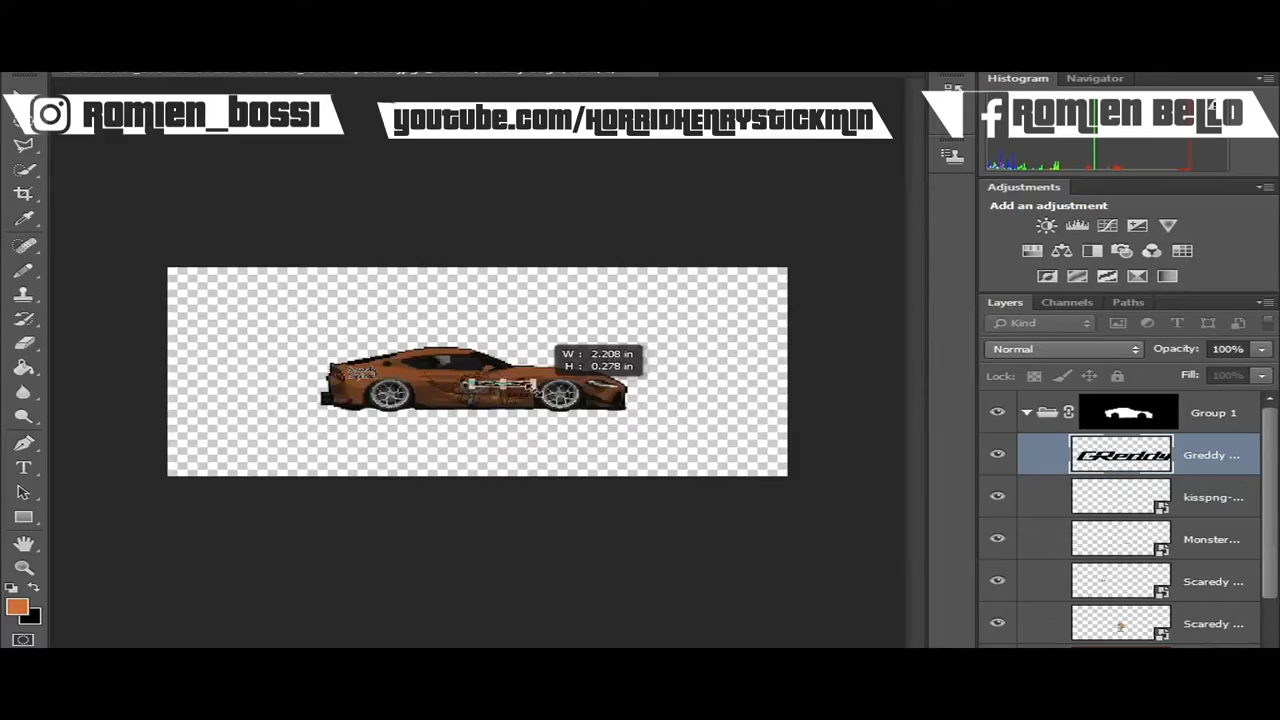 Histogram
Navigator
Romien_Bossi
youtube.com/HorridHenryStickmin
Romien Bello
Adjustments
Add an adjustment
Layers
Channels
Paths
Kind
Normal
Opacity:
100%
W : 2.208 in
H : 0.278 in
Lock:
Fill:
100%
Group 1
GReddy
Greddy ...
kisspng-...
Monster...
Scaredy ...
Scaredy ...